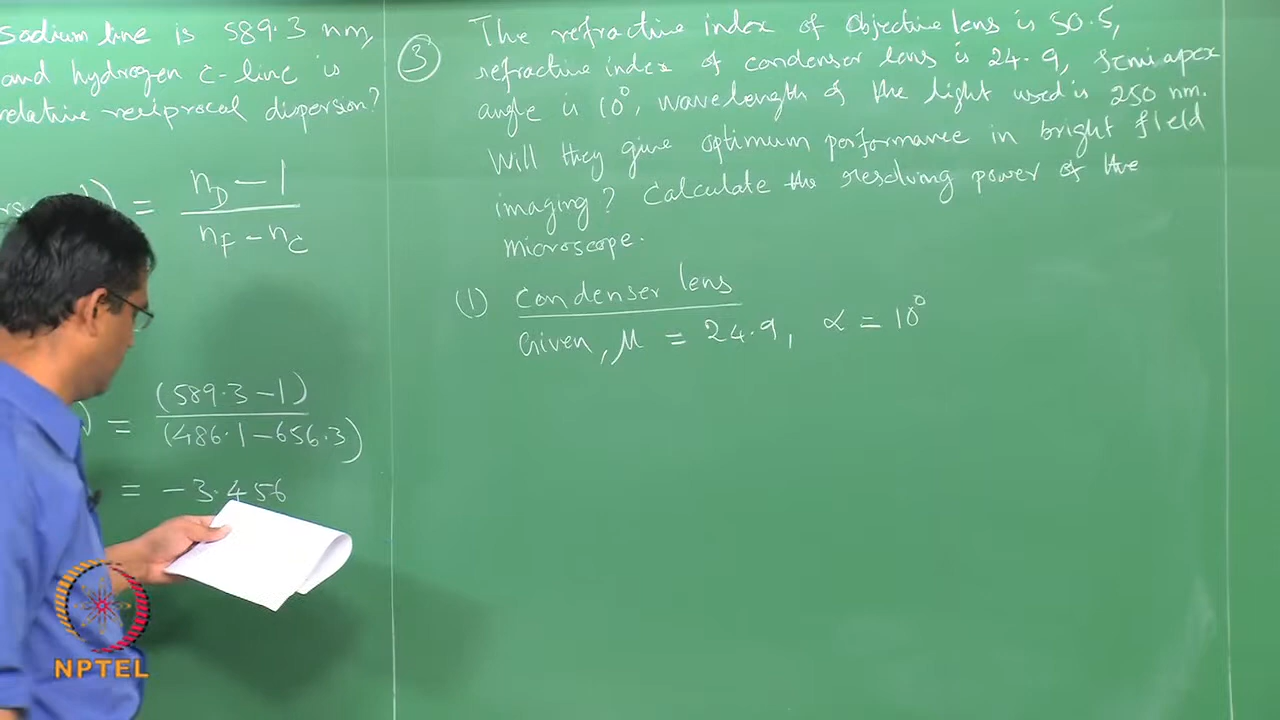 sodium line is 589.3 nm,
and hydrogen c-line is
relative reciprocal dispersion?
) = n_D - 1 / n_F - n_C
) = (589.3 - 1) / (486.1 - 656.3)
= - 3.456
③ The refractive index of objective lens is 50.5,
refractive index of condenser lens is 24.9, semi apex
angle is 10°, wavelength of the light used is 250 nm.
Will they give optimum performance in bright field
imaging? Calculate the resolving power of the
microscope.
(1) Condenser lens
Given, μ = 24.9, α = 10°
NPTEL